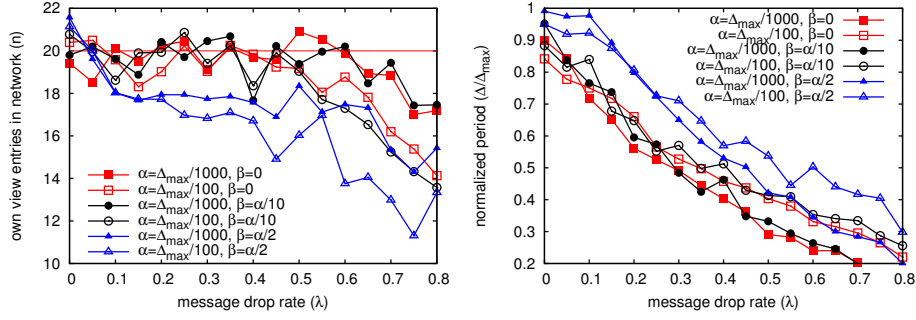 22
20
18
16
14
12
10
own view entries in network (n)
α=Δmax/1000, β=0
α=Δmax/100, β=0
α=Δmax/1000, β=α/10
α=Δmax/100, β=α/10
α=Δmax/1000, β=α/2
α=Δmax/100, β=α/2
0 0.1 0.2 0.3 0.4 0.5 0.6 0.7 0.8
message drop rate (λ)
1
0.9
0.8
0.7
0.6
0.5
0.4
0.3
0.2
normalized period (Δ/Δmax)
α=Δmax/1000, β=0
α=Δmax/100, β=0
α=Δmax/1000, β=α/10
α=Δmax/100, β=α/10
α=Δmax/1000, β=α/2
α=Δmax/100, β=α/2
0 0.1 0.2 0.3 0.4 0.5 0.6 0.7 0.8
message drop rate (λ)